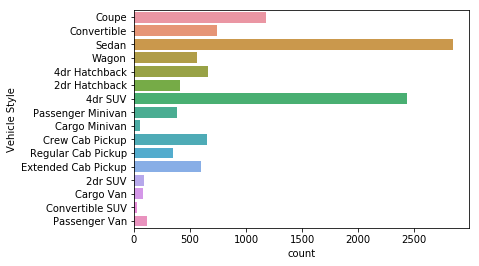 Vehicle Style
Coupe
Convertible
Sedan
Wagon
4dr Hatchback
2dr Hatchback
4dr SUV
Passenger Minivan
Cargo Minivan
Crew Cab Pickup
Regular Cab Pickup
Extended Cab Pickup
2dr SUV
Cargo Van
Convertible SUV
Passenger Van
0 500 1000 1500 2000 2500
count